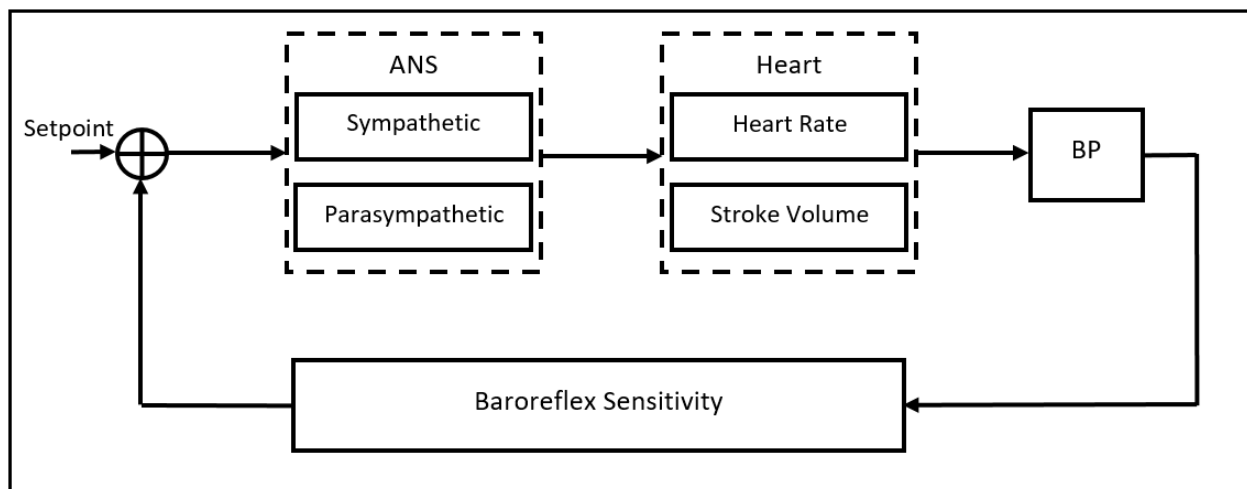 ANS
Heart
Setpoint
Sympathetic
Heart Rate
BP
Parasympathetic
Stroke Volume
Baroreflex Sensitivity